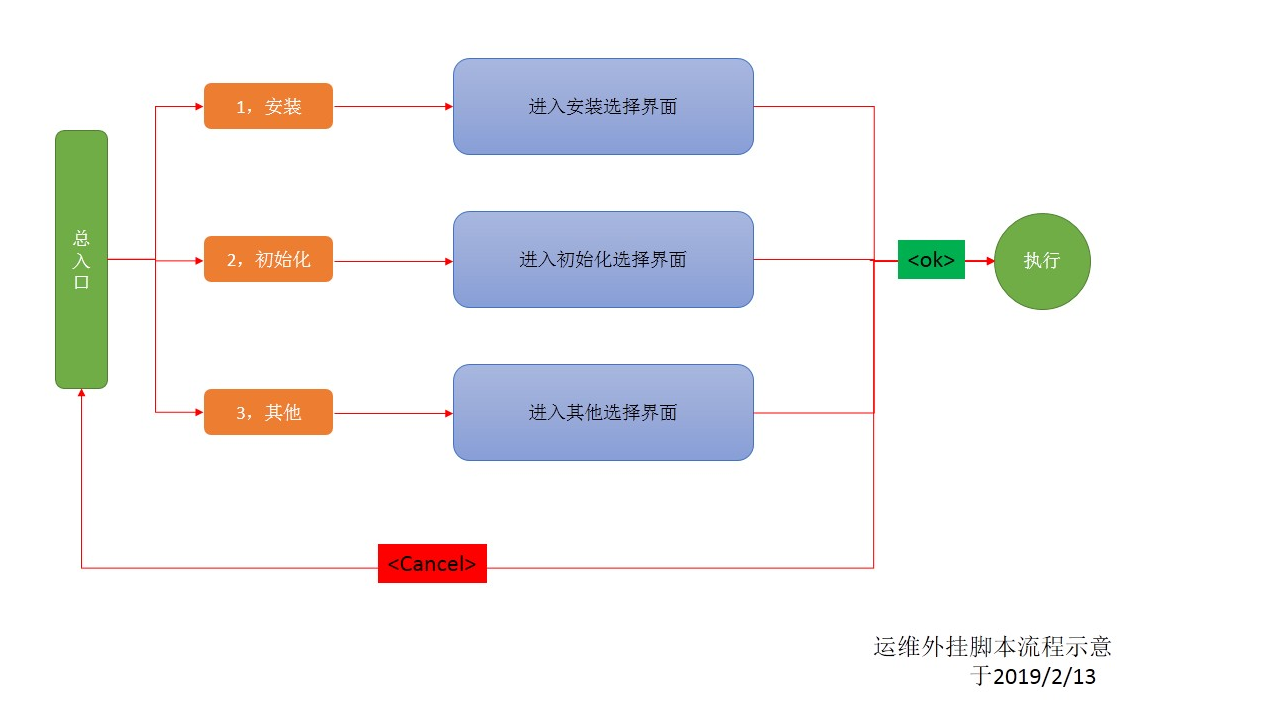 总
入
口
1，安装
进入安装选择界面
2，初始化
进入初始化选择界面
<ok>
执行
3，其他
进入其他选择界面
<Cancel>
运维外挂脚本流程示意
于2019/2/13